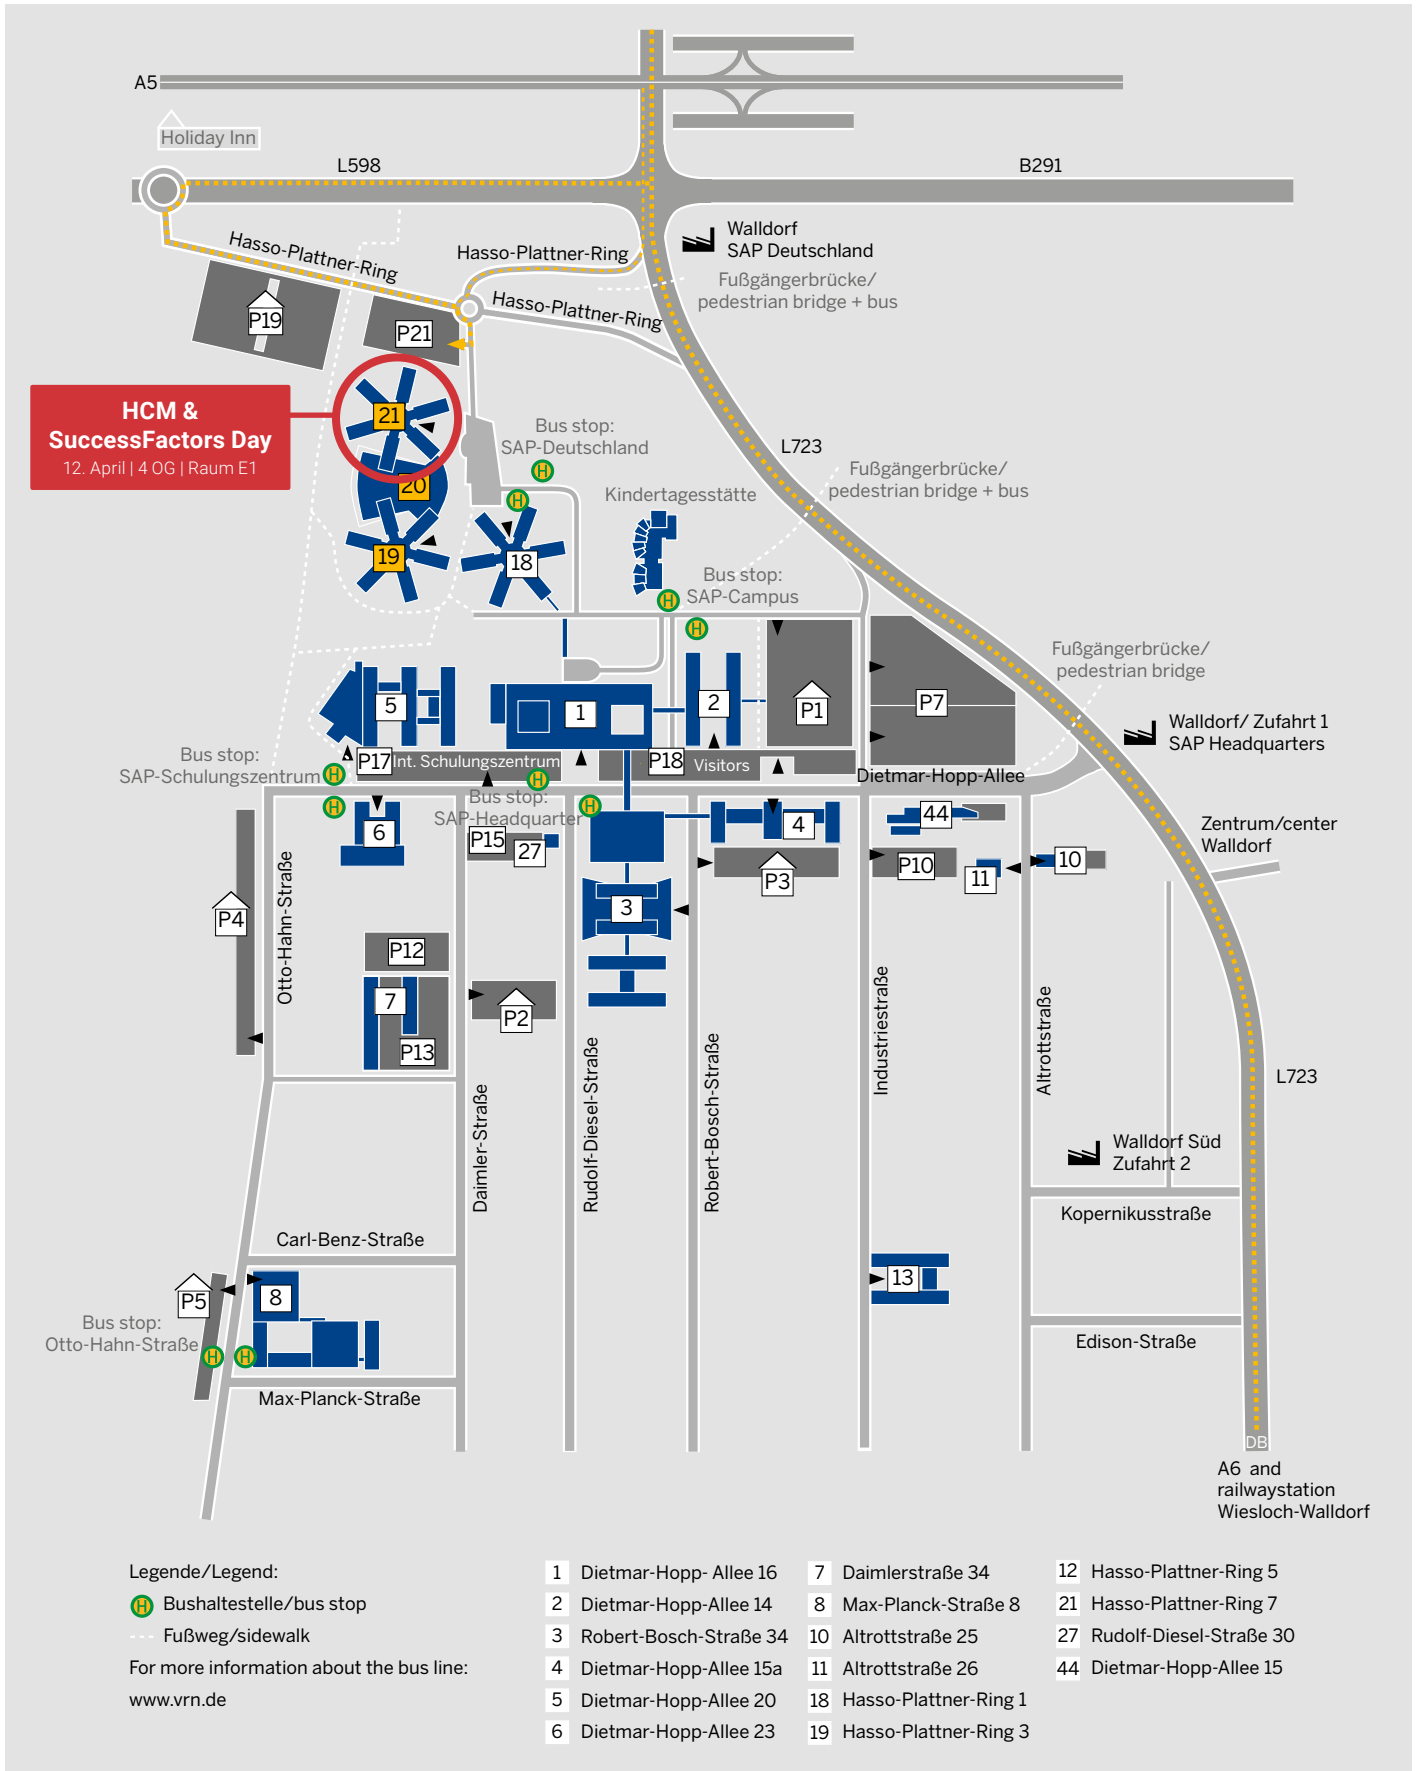 A5
Holiday Inn
L598
B291
Hasso-Plattner-Ring
Hasso-Plattner-Ring
Hasso-Plattner-Ring
Walldorf
SAP Deutschland
Fußgängerbrücke/
pedestrian bridge + bus
P19
P21
HCM &
SuccessFactors Day
12. April | 4 OG | Raum E1
21
20
19
18
Bus stop:
SAP-Deutschland
H
H
Kindertagesstätte
L723
Fußgängerbrücke/
pedestrian bridge + bus
Bus stop:
SAP-Campus
H
H
Fußgängerbrücke/
pedestrian bridge
5
1
2
P1
P7
Walldorf/ Zufahrt 1
SAP Headquarters
Bus stop:
SAP-Schulungszentrum
H
H
P17
Int. Schulungszentrum
P18
Visitors
Dietmar-Hopp-Allee
Bus stop:
SAP-Headquarter
H
H
6
P15
27
4
44
Zentrum/center
Walldorf
P3
P10
11
10
P4
Otto-Hahn-Straße
3
P12
7
P13
P2
Daimler-Straße
Rudolf-Diesel-Straße
Robert-Bosch-Straße
Industriestraße
Altrottstraße
L723
Walldorf Süd
Zufahrt 2
Kopernikusstraße
Carl-Benz-Straße
13
P5
8
Bus stop:
Otto-Hahn-Straße
H
H
Edison-Straße
Max-Planck-Straße
DB
A6 and
railwaystation
Wiesloch-Walldorf
Legende/Legend:
H Bushaltestelle/bus stop
Fußweg/sidewalk
For more information about the bus line:
www.vrn.de
1 Dietmar-Hopp- Allee 16
2 Dietmar-Hopp-Allee 14
3 Robert-Bosch-Straße 34
4 Dietmar-Hopp-Allee 15a
5 Dietmar-Hopp-Allee 20
6 Dietmar-Hopp-Allee 23
7 Daimlerstraße 34
8 Max-Planck-Straße 8
10 Altrottstraße 25
11 Altrottstraße 26
18 Hasso-Plattner-Ring 1
19 Hasso-Plattner-Ring 3
12 Hasso-Plattner-Ring 5
21 Hasso-Plattner-Ring 7
27 Rudolf-Diesel-Straße 30
44 Dietmar-Hopp-Allee 15